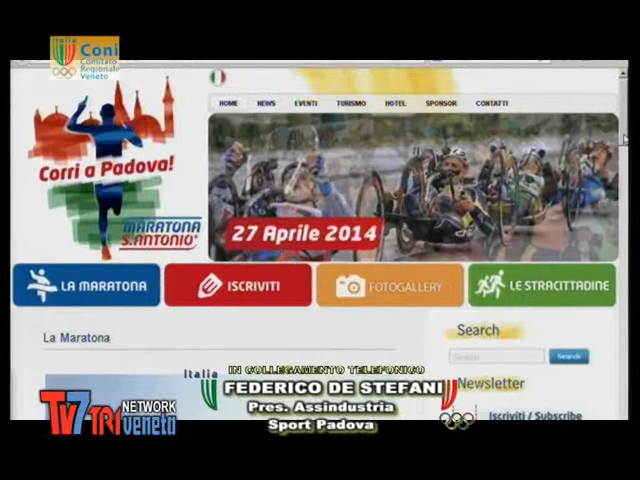 Italia
Coni
Comitato
Regionale
Veneto
HOME NEWS EVENTI TURISMO HOTEL SPONSOR CONTATTI
Corri a Padova!
MARATONA
S.ANTONIO
27 Aprile 2014
LA MARATONA
ISCRIVITI
FOTOGALLERY
LE STRACITTADINE
La Maratona
Search
Search
Newsletter
Iscriviti / Subscribe
IN COLLEGAMENTO TELEFONICO
Italia
FEDERICO DE STEFANI
Pres. Assindustria
Sport Padova
TV7 TRIveneta
NETWORK